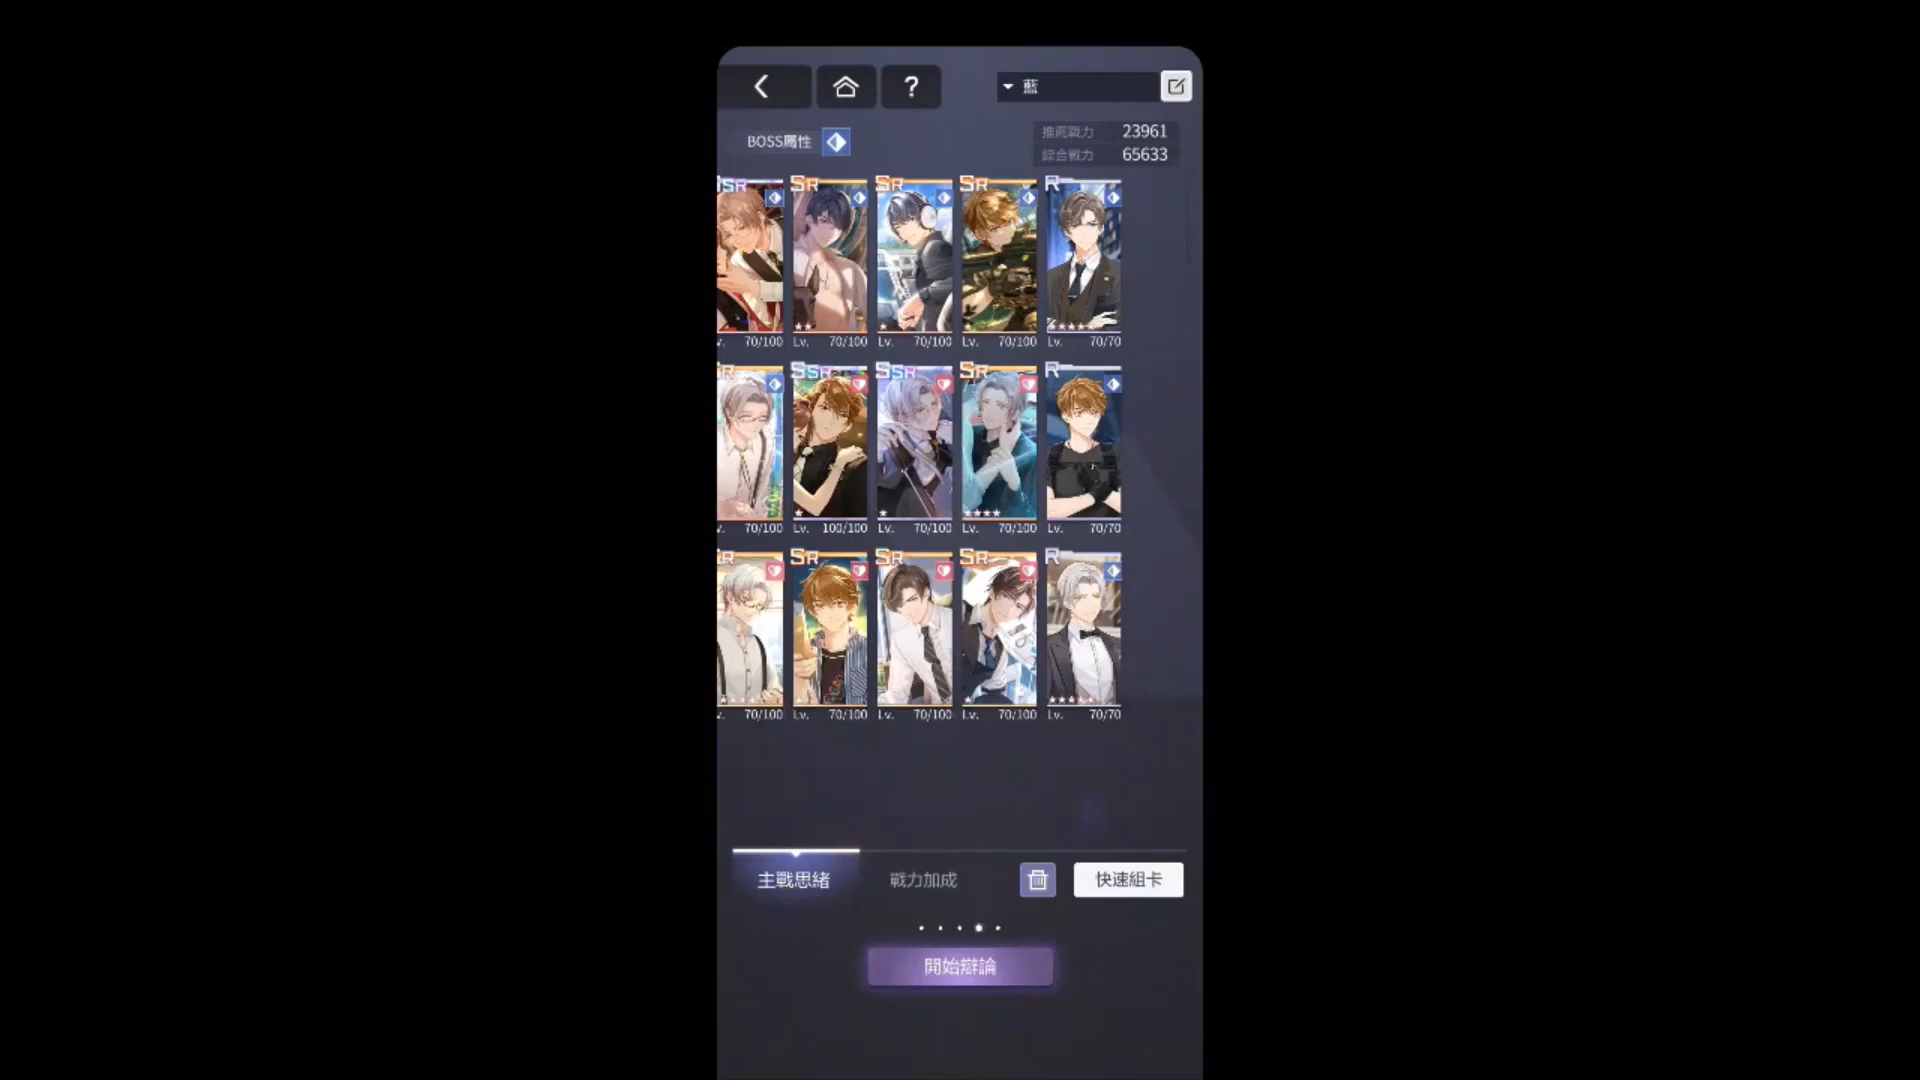 ?
藍
BOSS屬性
推薦戰力 23961
綜合戰力 65633
SR SR SR SR R
70/100 Lv. 70/100 Lv. 70/100 Lv. 70/100 Lv. 70/70
R SSR SSR SR R
70/100 Lv. 100/100 Lv. 70/100 Lv. 70/100 Lv. 70/70
R SR SR SR R
70/100 Lv. 70/100 Lv. 70/100 Lv. 70/100 Lv. 70/70
主戰思緒
戰力加成
快速組卡
開始辯論